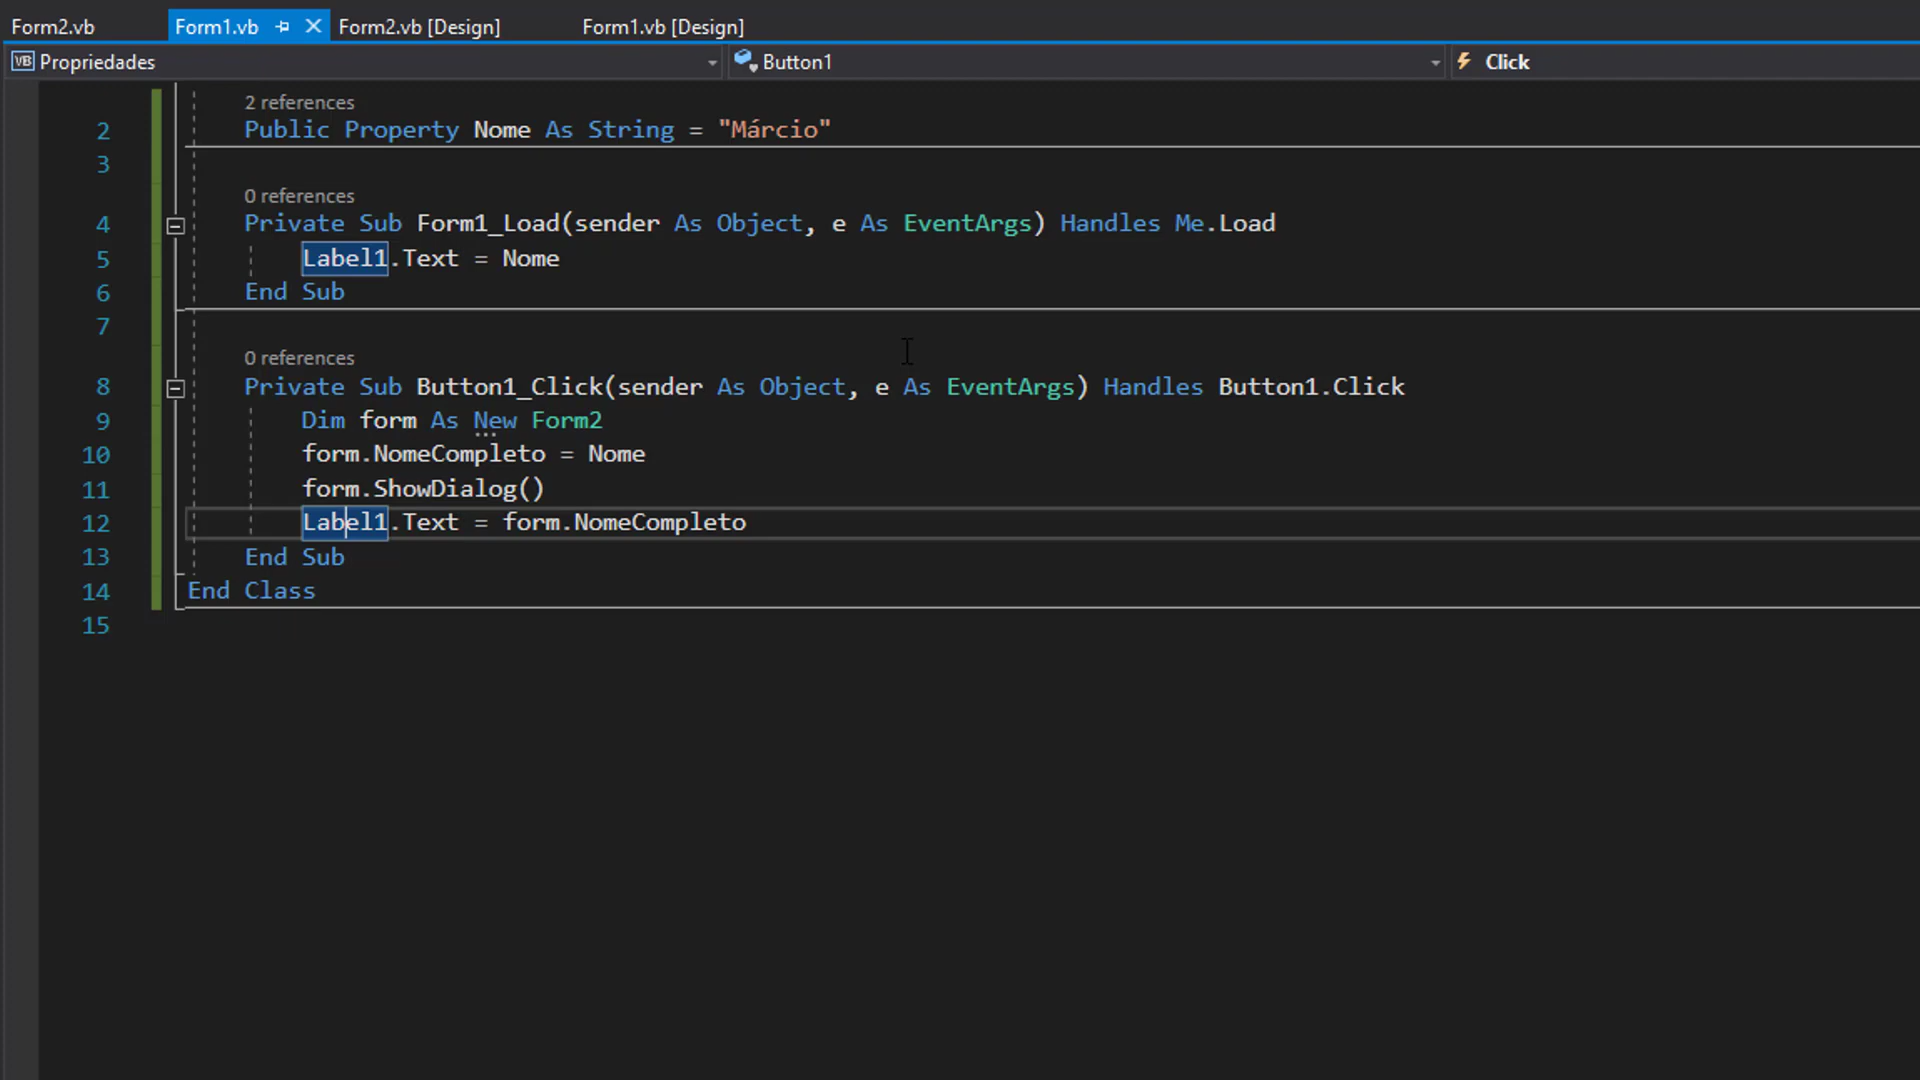 Form2.vb Form1.vb Form2.vb [Design] Form1.vb [Design]
VB Propriedades Button1 Click
2 references
2 Public Property Nome As String = "Márcio"
3
0 references
4 Private Sub Form1_Load(sender As Object, e As EventArgs) Handles Me.Load
5 Label1.Text = Nome
6 End Sub
7
0 references
8 Private Sub Button1_Click(sender As Object, e As EventArgs) Handles Button1.Click
9 Dim form As New Form2
10 form.NomeCompleto = Nome
11 form.ShowDialog()
12 Label1.Text = form.NomeCompleto
13 End Sub
14 End Class
15